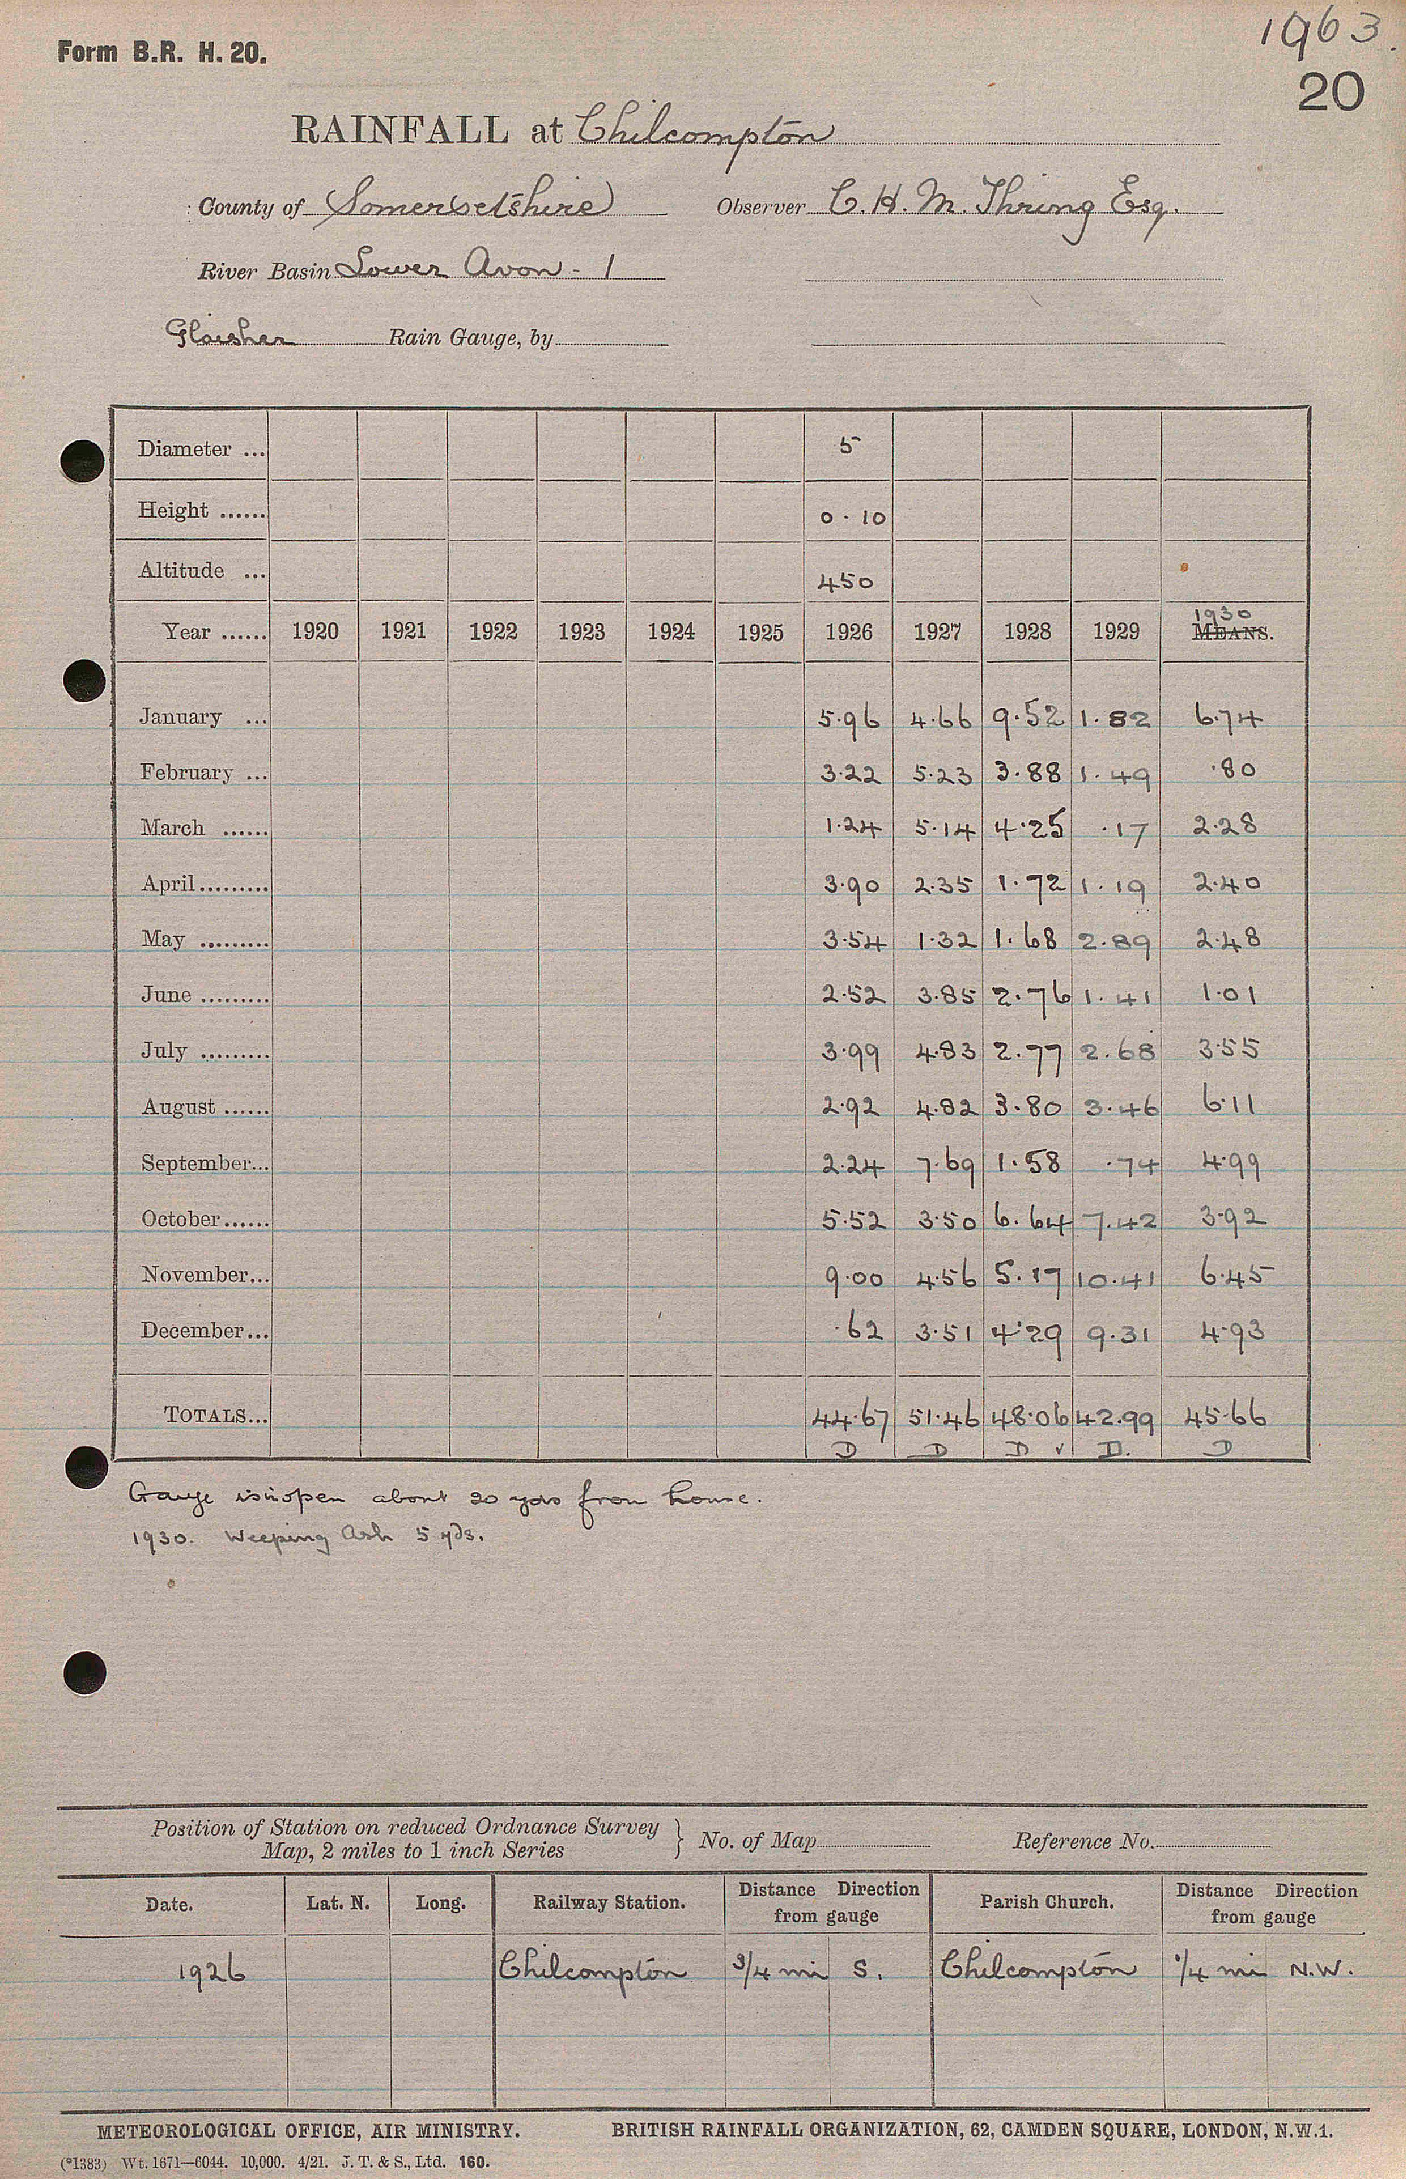 1963.
Form B.R. H. 20.
20
RAINFALL at Chilcompton
County of Somersetshire Observer C. H. M. Thring Esq.
River Basin Lower Avon - 1
Glaisher Rain Gauge, by
Diameter ... 5
Height ...... 0 · 10
Altitude ... 450
1930
Year ...... 1920 1921 1922 1923 1924 1925 1926 1927 1928 1929 MEANS.
January ... 5·96 4·66 9·52 1.82 6·74
February ... 3·22 5·23 3·88 1.49 ·80
March ...... 1·24 5·14 4·25 ·17 2·28
April ......... 3·90 2·35 1·72 1·19 2·40
May ......... 3·54 1·32 1·68 2·89 2·48
June ......... 2·52 3·85 2·76 1·41 1·01
July ......... 3·99 4·83 2·77 2·68 3·55
August ...... 2·92 4·82 3·80 3·46 6·11
September... 2·24 7·69 1·58 ·74 4·99
October...... 5·52 3·50 6·64 7·42 3·92
November... 9·00 4·56 5·17 10·41 6·45
December... ·62 3·51 4·29 9·31 4·93
TOTALS... 44·67 51·46 48·06 42.99 45·66
D D D v D. D
Gauge is in open about 20 yds from house.
1930. Weeping Ash 5 yds.
Position of Station on reduced Ordnance Survey
Map, 2 miles to 1 inch Series } No. of Map Reference No.
Date. Lat. N. Long. Railway Station. Distance Direction from gauge Parish Church. Distance Direction from gauge
1926 Chilcompton 3/4 mi S. Chilcompton 1/4 mi N.W.
METEOROLOGICAL OFFICE, AIR MINISTRY. BRITISH RAINFALL ORGANIZATION, 62, CAMDEN SQUARE, LONDON, N.W.1.
(*1383) Wt. 1671—6044. 10,000. 4/21. J. T. & S., Ltd. 160.